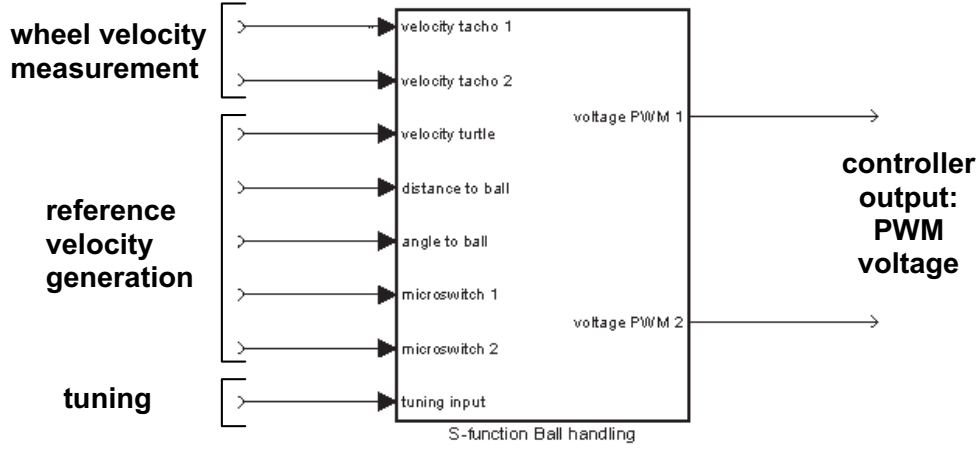 wheel velocity
measurement
reference
velocity
generation
tuning
velocity tacho 1
velocity tacho 2
velocity turtle
distance to ball
angle to ball
microswitch 1
microswitch 2
tuning input
voltage PWM 1
voltage PWM 2
S-function Ball handling
controller
output:
PWM
voltage